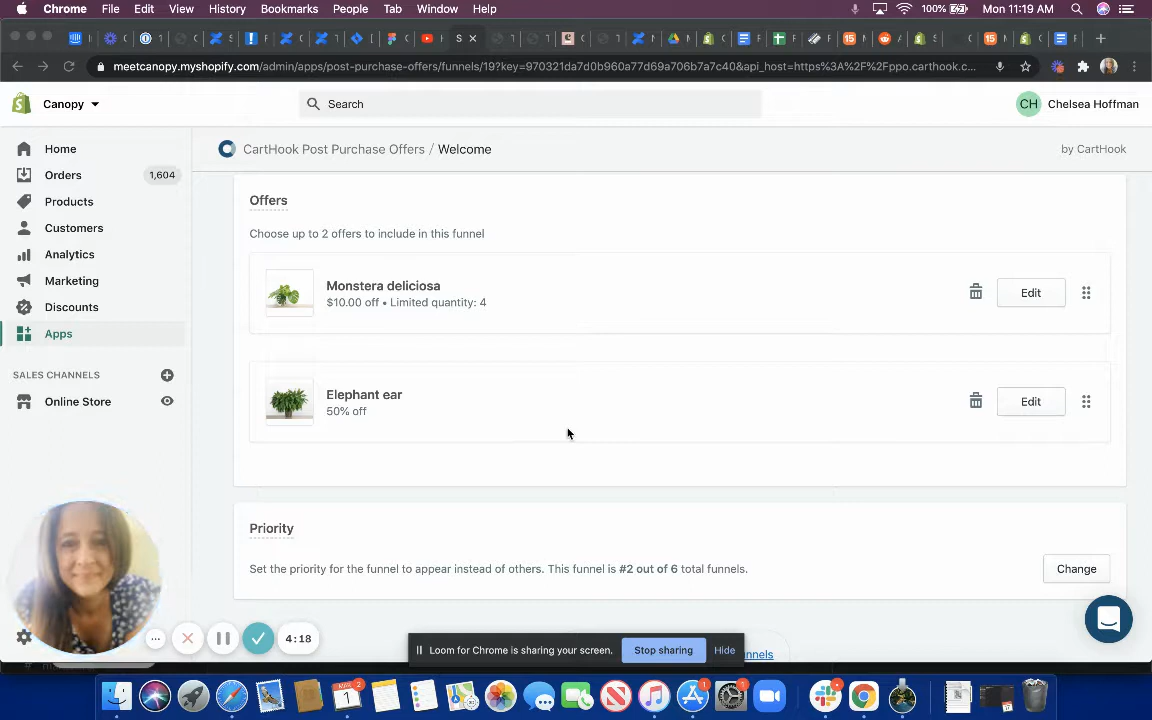 Chrome File Edit View History Bookmarks People Tab Window Help
100% Mon 11:19 AM
meetcanopy.myshopify.com/admin/apps/post-purchase-offers/funnels/19?key=970321da7d0b960a77d69a706b7a7c40&api_host=https%3A%2F%2Fppo.carthook.c...
Canopy
Search
CH Chelsea Hoffman
Home
CartHook Post Purchase Offers / Welcome
by CartHook
Orders 1,604
Products
Customers
Analytics
Marketing
Discounts
Apps
SALES CHANNELS
Online Store
Offers
Choose up to 2 offers to include in this funnel
Monstera deliciosa
$10.00 off • Limited quantity: 4
Edit
Elephant ear
50% off
Edit
Priority
Set the priority for the funnel to appear instead of others. This funnel is #2 out of 6 total funnels.
Change
4:18
Loom for Chrome is sharing your screen.
Stop sharing
Hide
nnels